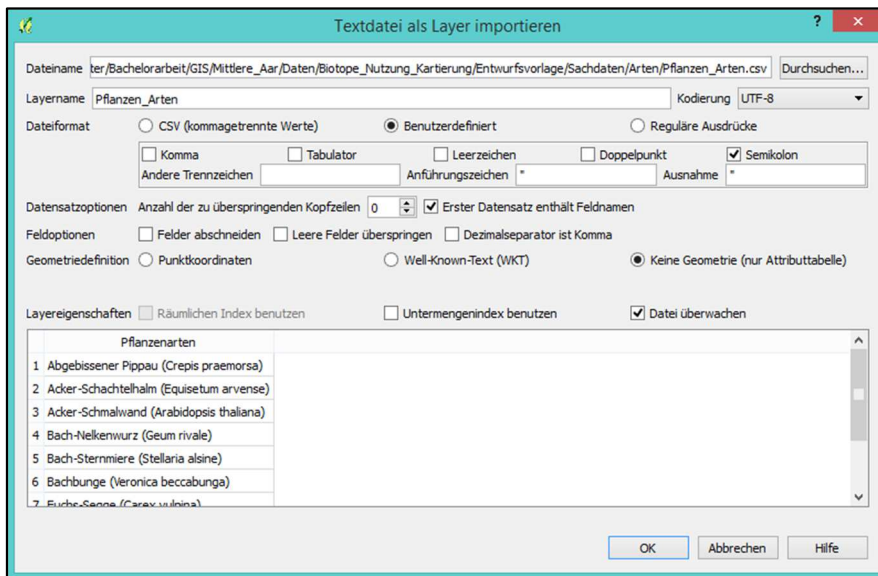 Textdatei als Layer importieren
Dateiname ter/Bachelorarbeit/GIS/Mittlere_Aar/Daten/Biotope_Nutzung_Kartierung/Entwurfsvorlage/Sachdaten/Arten/Pflanzen_Arten.csv Durchsuchen...
Layername Pflanzen_Arten Kodierung UTF-8
Dateiformat CSV (kommagetrennte Werte) Benutzerdefiniert Reguläre Ausdrücke
Komma Tabulator Leerzeichen Doppelpunkt Semikolon
Andere Trennzeichen Anführungszeichen " Ausnahme "
Datensatzoptionen Anzahl der zu überspringenden Kopfzeilen 0 Erster Datensatz enthält Feldnamen
Feldoptionen Felder abschneiden Leere Felder überspringen Dezimalseparator ist Komma
Geometriedefinition Punktkoordinaten Well-Known-Text (WKT) Keine Geometrie (nur Attributtabelle)
Layereigenschaften Räumlichen Index benutzen Untermengenindex benutzen Datei überwachen
Pflanzenarten
1 Abgebissener Pippau (Crepis praemorsa)
2 Acker-Schachtelhalm (Equisetum arvense)
3 Acker-Schmalwand (Arabidopsis thaliana)
4 Bach-Nelkenwurz (Geum rivale)
5 Bach-Sternmiere (Stellaria alsine)
6 Bachbunge (Veronica beccabunga)
7 Fuchs-Segge (Carex vulpina)
OK Abbrechen Hilfe